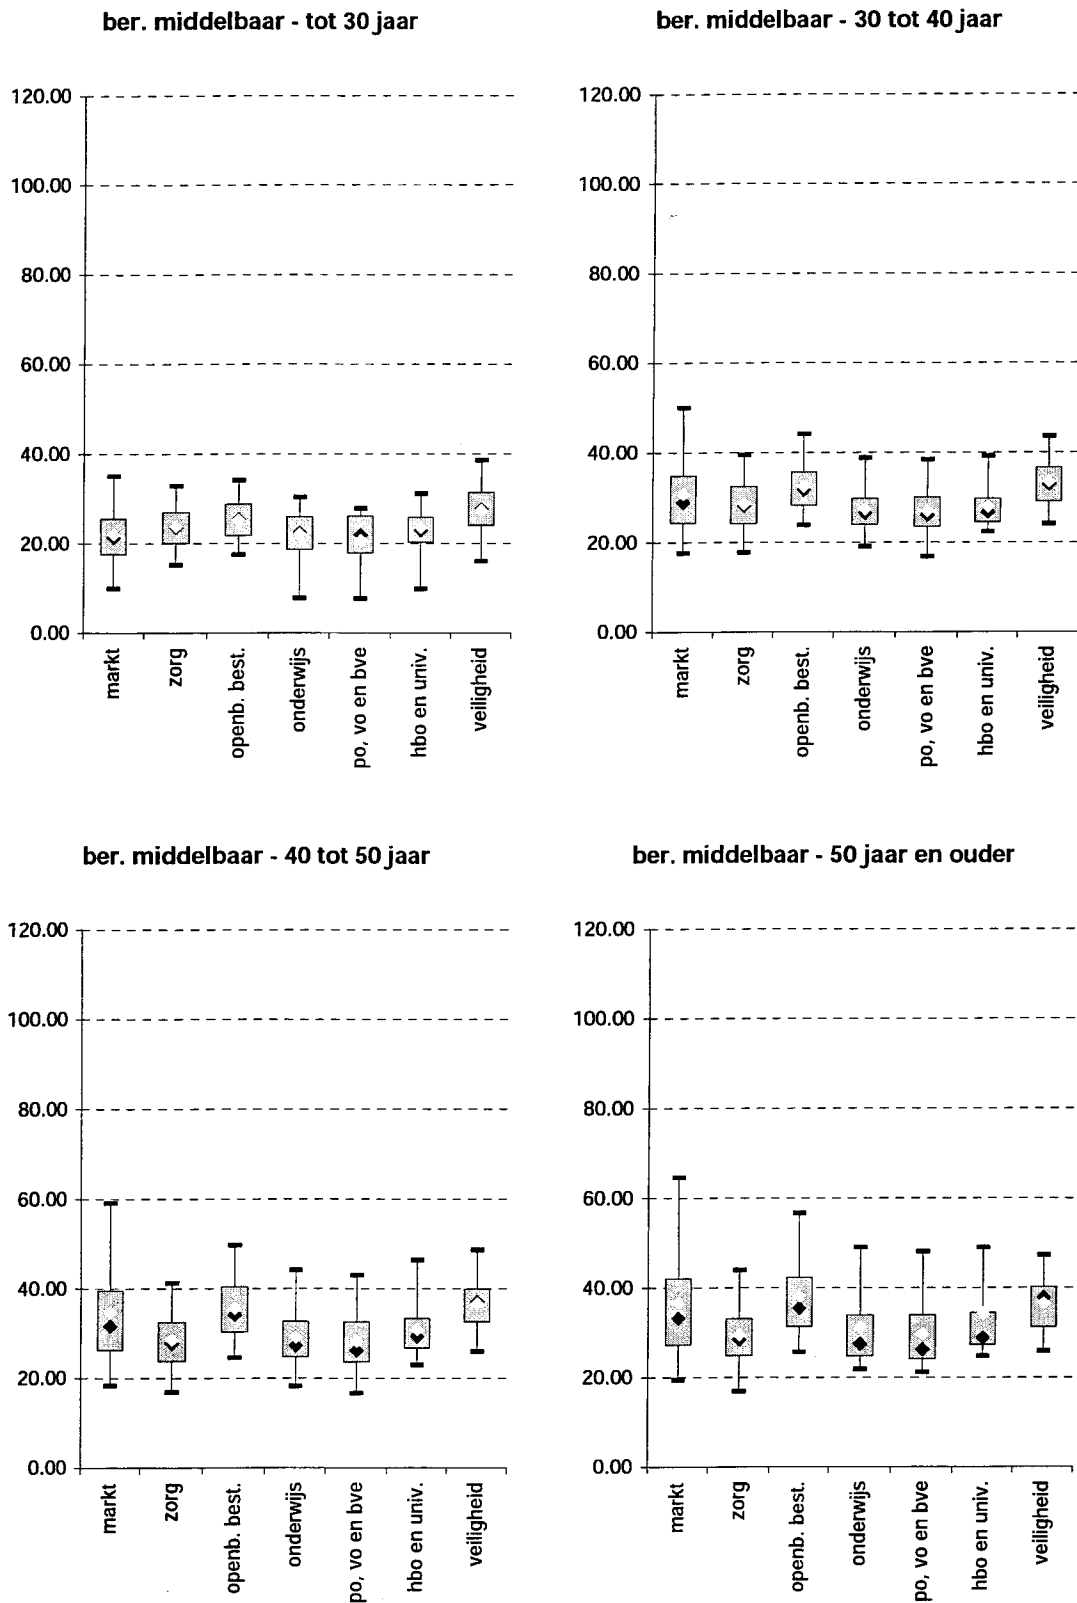 ber. middelbaar - tot 30 jaar
120.00
100.00
80.00
60.00
40.00
20.00
0.00
markt
zorg
openb. best.
onderwijs
po, vo en bve
hbo en univ.
veiligheid
ber. middelbaar - 30 tot 40 jaar
120.00
100.00
80.00
60.00
40.00
20.00
0.00
markt
zorg
openb. best.
onderwijs
po, vo en bve
hbo en univ.
veiligheid
ber. middelbaar - 40 tot 50 jaar
120.00
100.00
80.00
60.00
40.00
20.00
0.00
markt
zorg
openb. best.
onderwijs
po, vo en bve
hbo en univ.
veiligheid
ber. middelbaar - 50 jaar en ouder
120.00
100.00
80.00
60.00
40.00
20.00
0.00
markt
zorg
openb. best.
onderwijs
po, vo en bve
hbo en univ.
veiligheid